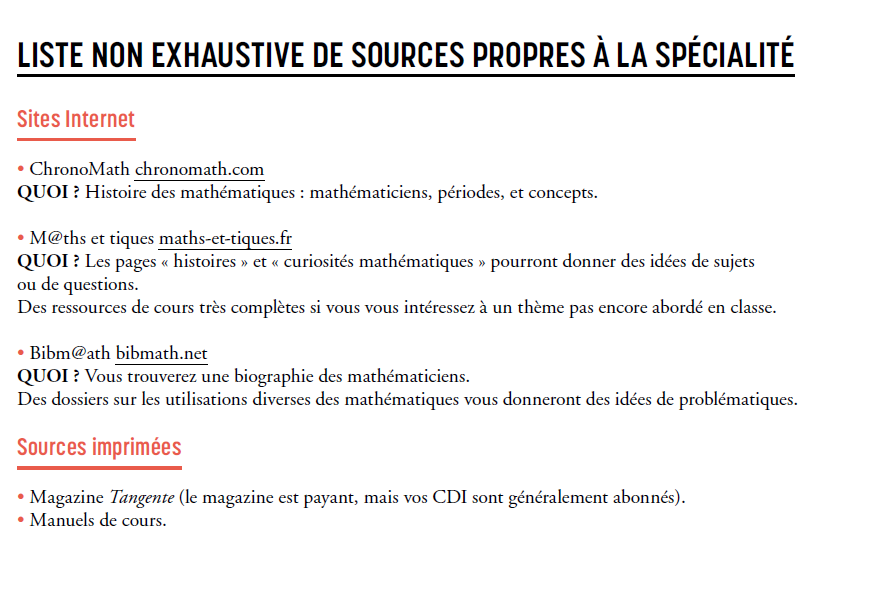 LISTE NON EXHAUSTIVE DE SOURCES PROPRES À LA SPÉCIALITÉ
Sites Internet
• ChronoMath chronomath.com
QUOI ? Histoire des mathématiques : mathématiciens, périodes, et concepts.
• M@ths et tiques maths-et-tiques.fr
QUOI ? Les pages « histoires » et « curiosités mathématiques » pourront donner des idées de sujets
ou de questions.
Des ressources de cours très complètes si vous vous intéressez à un thème pas encore abordé en classe.
• Bibm@ath bibmath.net
QUOI ? Vous trouverez une biographie des mathématiciens.
Des dossiers sur les utilisations diverses des mathématiques vous donneront des idées de problématiques.
Sources imprimées
• Magazine Tangente (le magazine est payant, mais vos CDI sont généralement abonnés).
• Manuels de cours.